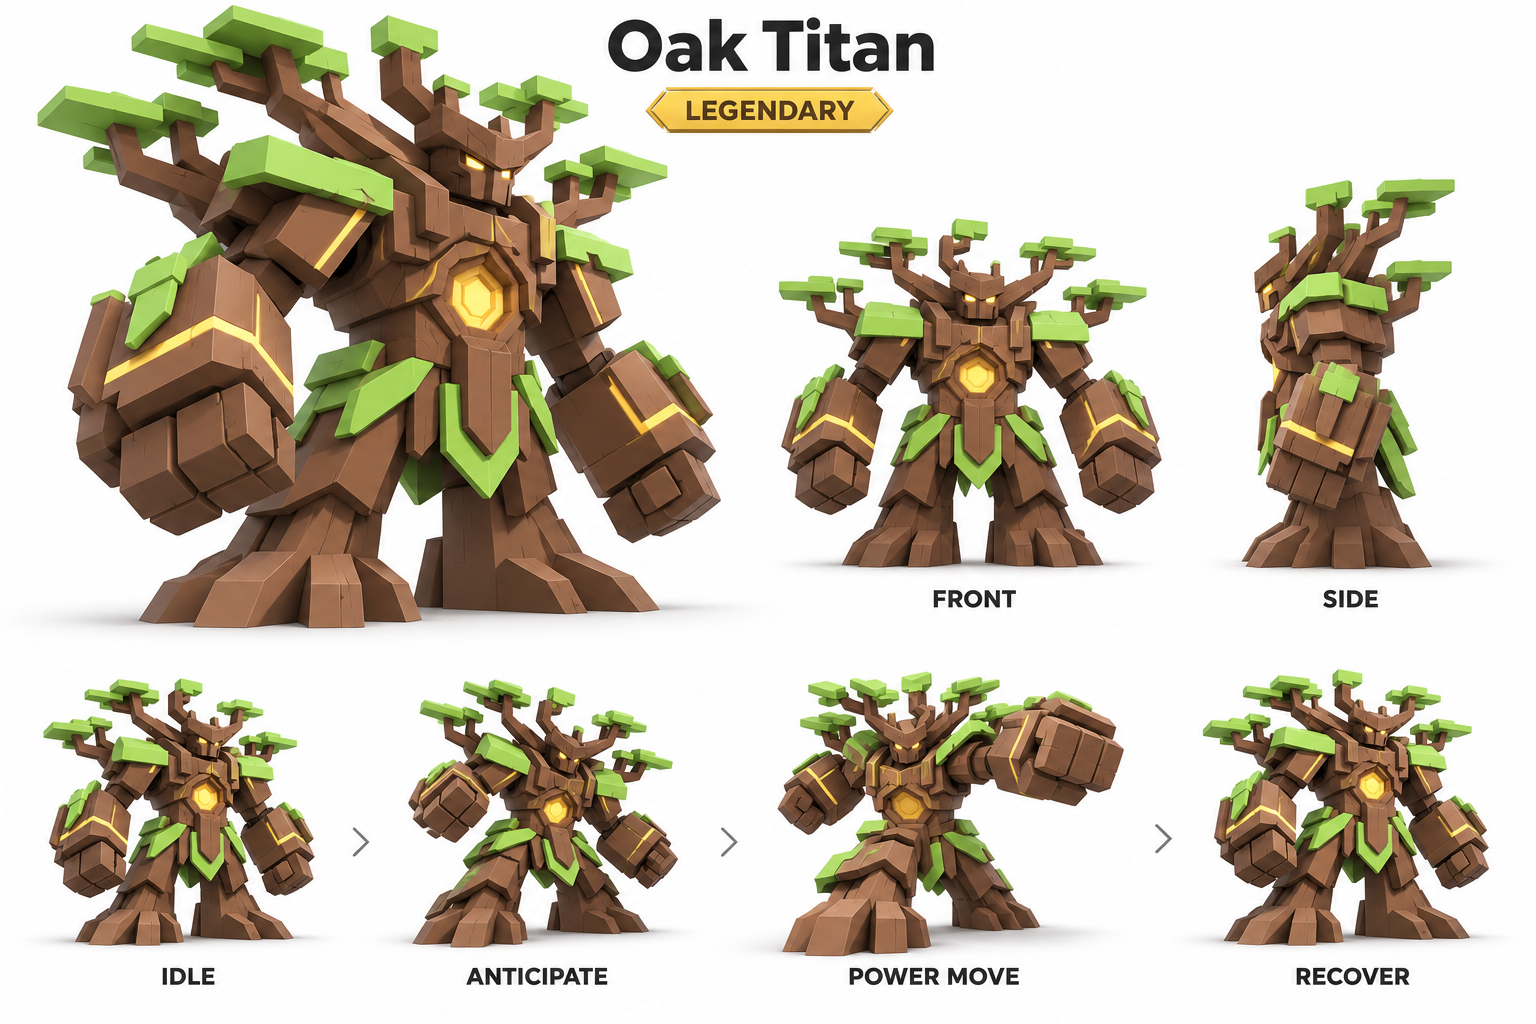 Oak Titan
LEGENDARY
FRONT
SIDE
IDLE
ANTICIPATE
POWER MOVE
RECOVER